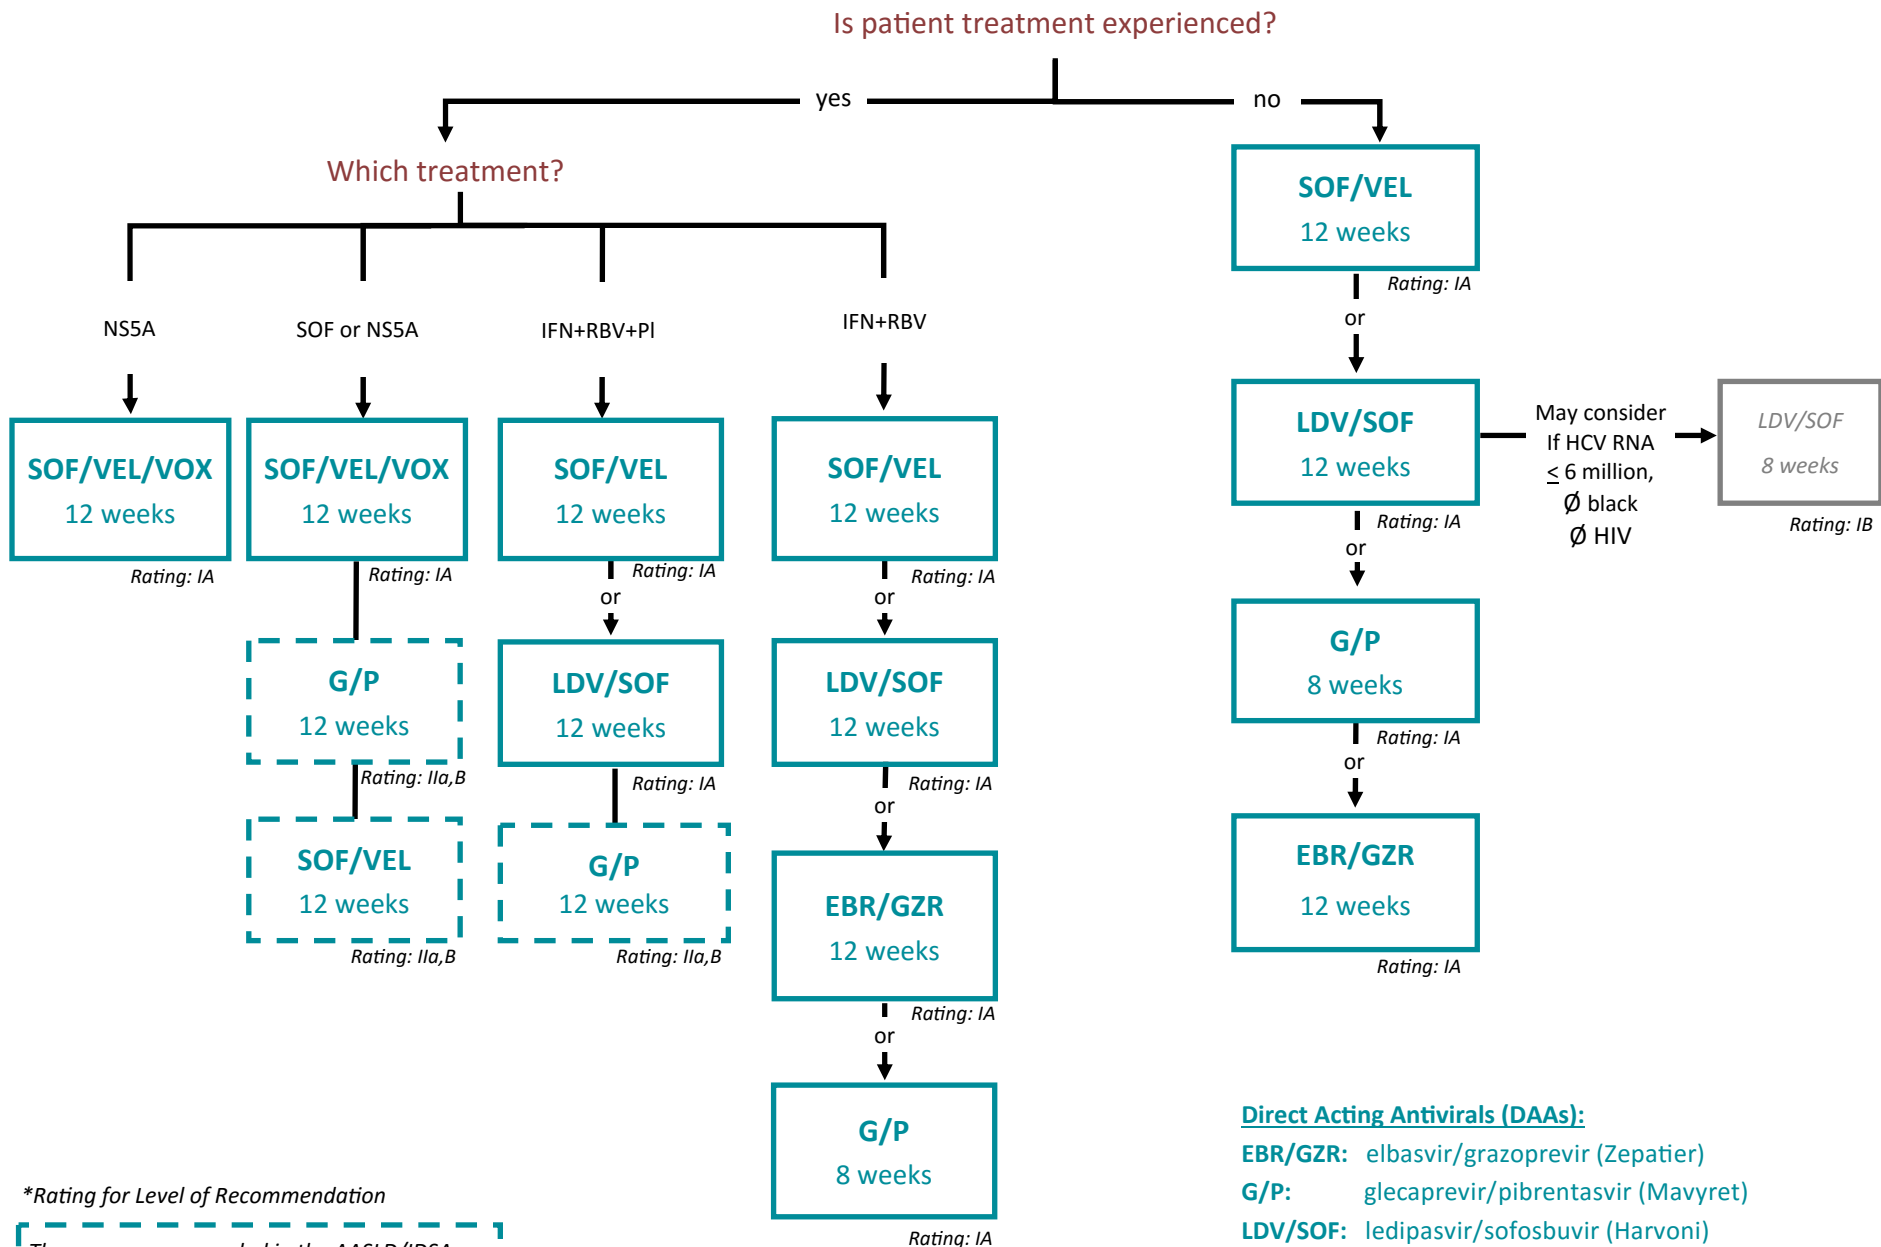 Is patient treatment experienced?
yes
no
Which treatment?
NS5A
SOF or NS5A
IFN+RBV+PI
IFN+RBV
SOF/VEL/VOX
12 weeks
Rating: IA
SOF/VEL/VOX
12 weeks
Rating: IA
G/P
12 weeks
Rating: IIa,B
SOF/VEL
12 weeks
Rating: IIa,B
SOF/VEL
12 weeks
Rating: IA
or
LDV/SOF
12 weeks
Rating: IA
G/P
12 weeks
Rating: IIa,B
SOF/VEL
12 weeks
Rating: IA
or
LDV/SOF
12 weeks
Rating: IA
or
EBR/GZR
12 weeks
Rating: IA
or
G/P
8 weeks
Rating: IA
SOF/VEL
12 weeks
Rating: IA
or
LDV/SOF
12 weeks
Rating: IA
May consider
If HCV RNA
≤ 6 million,
Ø black
Ø HIV
LDV/SOF
8 weeks
Rating: IB
or
G/P
8 weeks
Rating: IA
or
EBR/GZR
12 weeks
Rating: IA
*Rating for Level of Recommendation
Direct Acting Antivirals (DAAs):
EBR/GZR: elbasvir/grazoprevir (Zepatier)
G/P: glecaprevir/pibrentasvir (Mavyret)
LDV/SOF: ledipasvir/sofosbuvir (Harvoni)